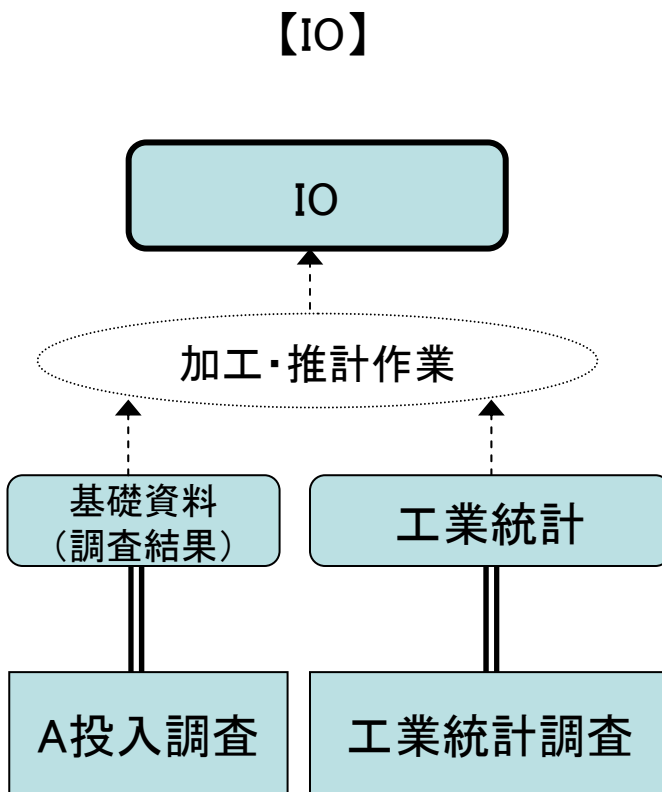 【IO】
IO
加工・推計作業
基礎資料
（調査結果）
工業統計
A投入調査
工業統計調査